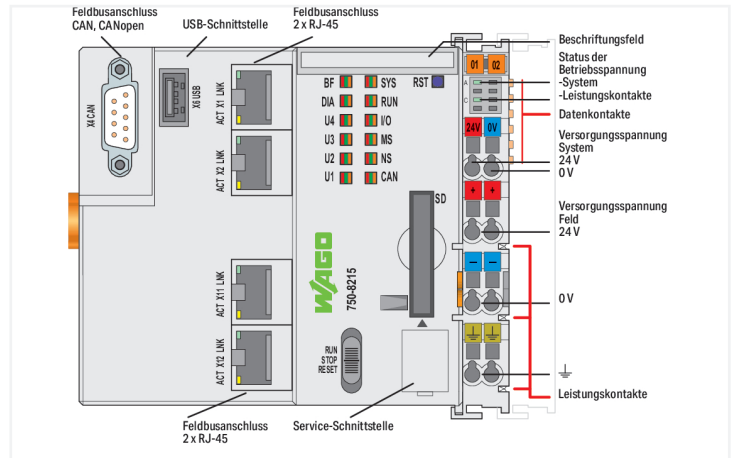 Feldbusanschluss
CAN, CANopen
USB-Schnittstelle
Feldbusanschluss
2 x RJ-45
Beschriftungsfeld
Status der
Betriebsspannung
-System
-Leistungskontakte
Datenkontakte
Versorgungsspannung
System
24 V
0 V
Versorgungsspannung
Feld
24 V
0 V
Leistungskontakte
X4 CAN
X6 USB
ACT X1 LNK
ACT X2 LNK
ACT X11 LNK
ACT X12 LNK
BF SYS RST
DIA RUN
U4 I/O
U3 MS
U2 NS
U1 CAN
SD
WAGO
750-8215
RUN
STOP
RESET
01 02
A
C
24V 0V
+ +
– –
Feldbusanschluss
2 x RJ-45
Service-Schnittstelle